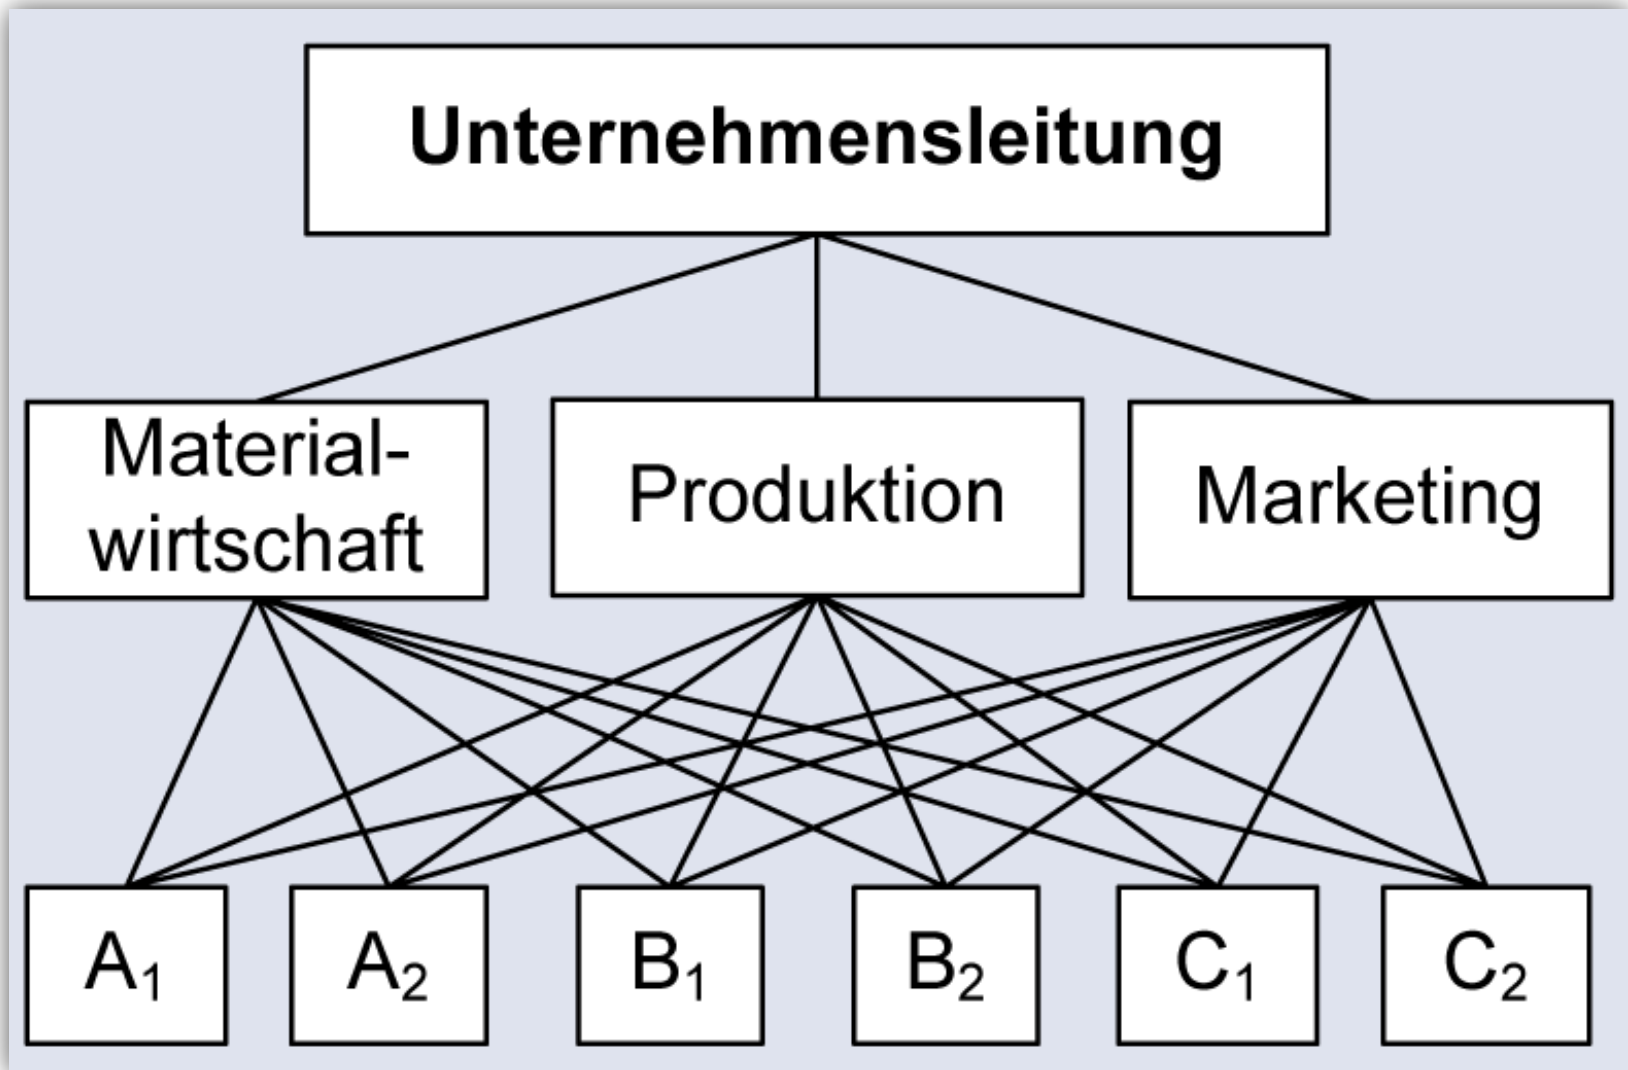 Unternehmensleitung
Material-
wirtschaft
Produktion
Marketing
A₁
A₂
B₁
B₂
C₁
C₂